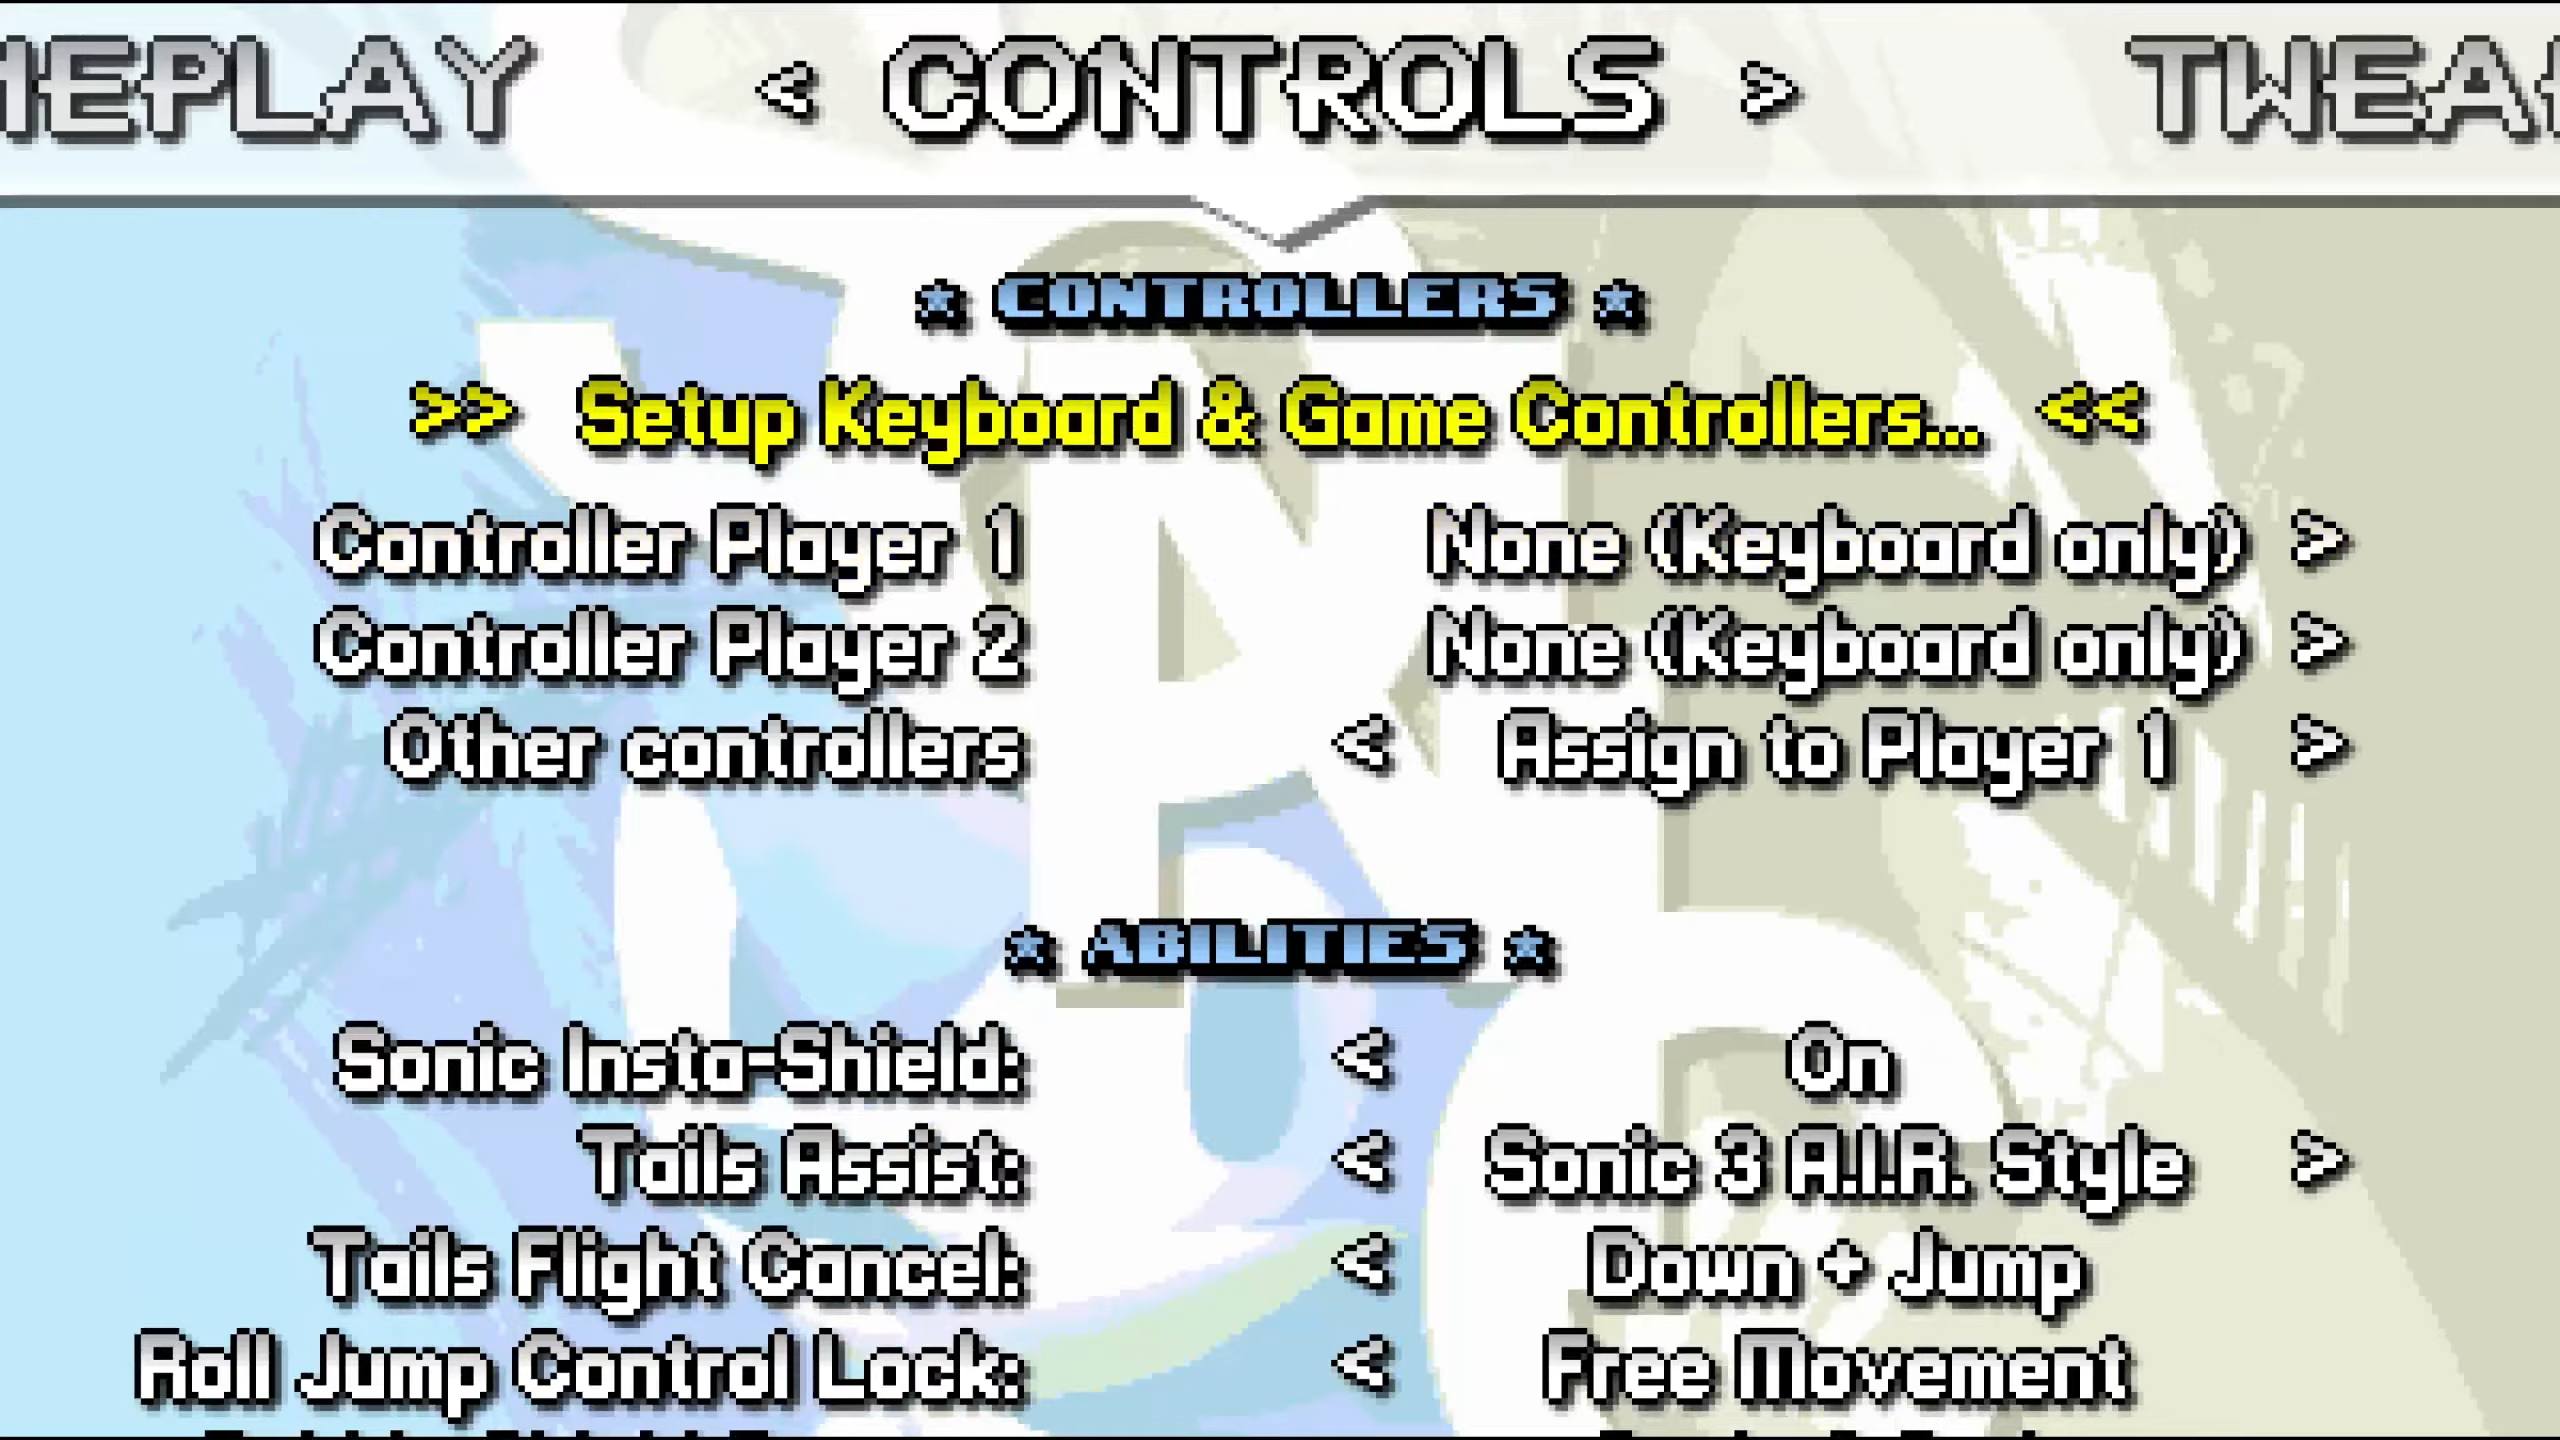 < CONTROLS >
CONTROLLERS
>> Setup Keyboard & Game Controllers... <<
Controller Player 1 None (Keyboard only) >
Controller Player 2 None (Keyboard only) >
Other controllers < Assign to Player 1 >
ABILITIES
Sonic Insta-Shield: < On
Tails Assist: < Sonic 3 A.I.R. Style >
Tails Flight Cancel: < Down + Jump
Roll Jump Control Lock: < Free Movement